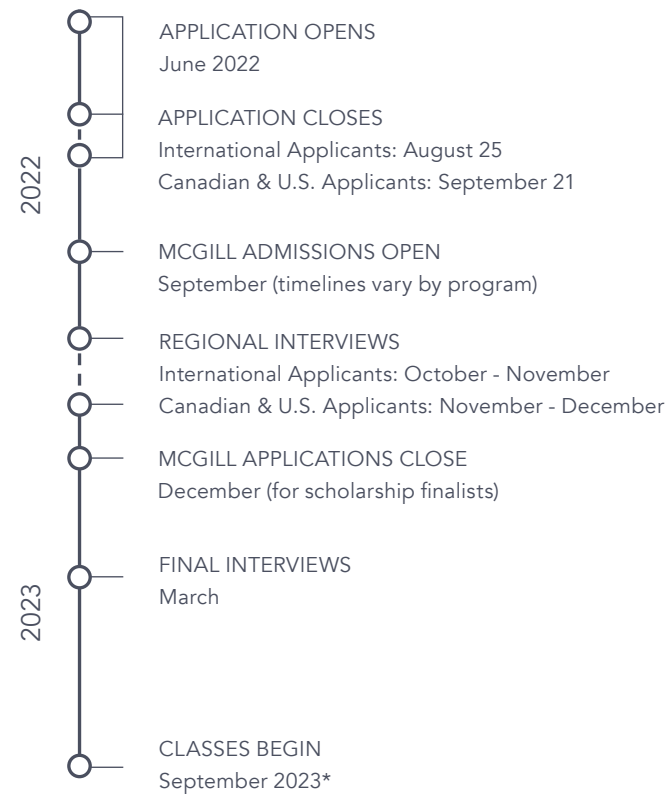 APPLICATION OPENS
June 2022
APPLICATION CLOSES
International Applicants: August 25
Canadian & U.S. Applicants: September 21
2022
MCGILL ADMISSIONS OPEN
September (timelines vary by program)
REGIONAL INTERVIEWS
International Applicants: October - November
Canadian & U.S. Applicants: November - December
MCGILL APPLICATIONS CLOSE
December (for scholarship finalists)
2023
FINAL INTERVIEWS
March
CLASSES BEGIN
September 2023*